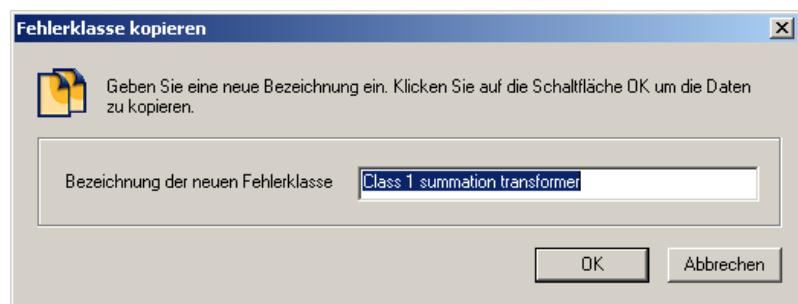 Fehlerklasse kopieren
Geben Sie eine neue Bezeichnung ein. Klicken Sie auf die Schaltfläche OK um die Daten
zu kopieren.
Bezeichnung der neuen Fehlerklasse Class 1 summation transformer
OK Abbrechen